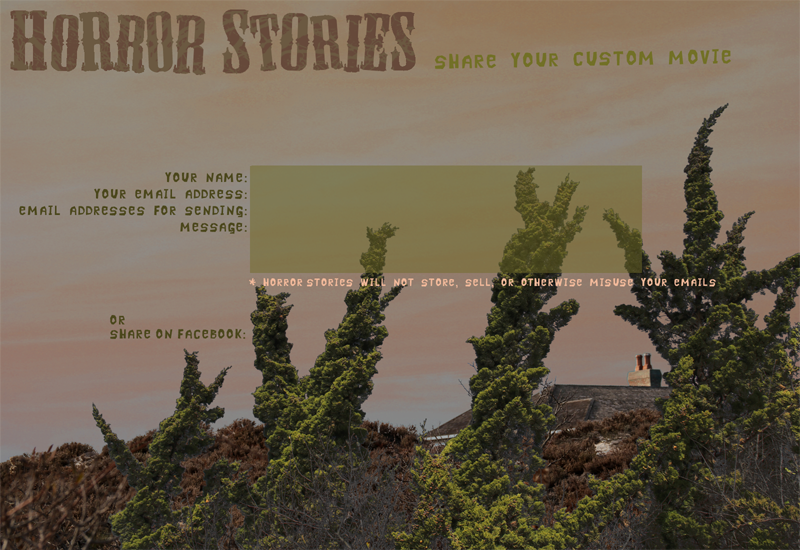 HORROR STORIES
SHARE YOUR CUSTOM MOVIE
YOUR NAME:
YOUR EMAIL ADDRESS:
EMAIL ADDRESSES FOR SENDING:
MESSAGE:
* HORROR STORIES WILL NOT STORE, SELL, OR OTHERWISE MISUSE YOUR EMAILS
OR
SHARE ON FACEBOOK: